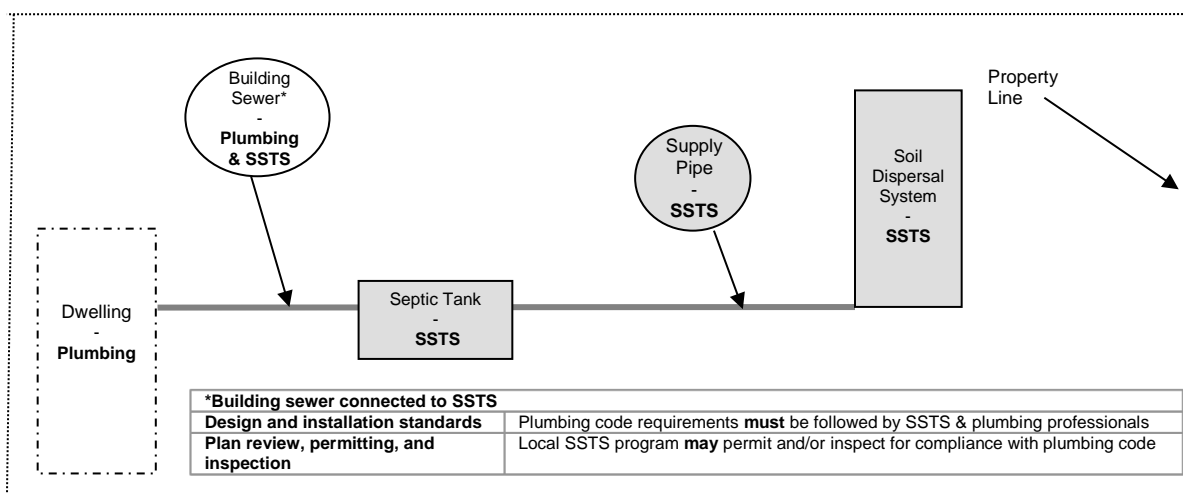 Building
Sewer*
-
Plumbing
& SSTS
Supply
Pipe
-
SSTS
Soil
Dispersal
System
-
SSTS
Property
Line
Dwelling
-
Plumbing
Septic Tank
-
SSTS
*Building sewer connected to SSTS
Design and installation standards Plumbing code requirements must be followed by SSTS & plumbing professionals
Plan review, permitting, and Local SSTS program may permit and/or inspect for compliance with plumbing code
inspection